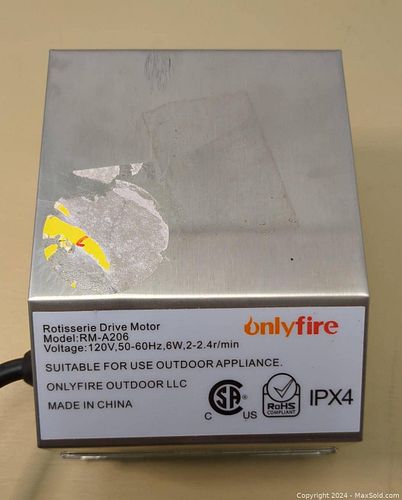 Rotisserie Drive Motor
Model:RM-A206
Voltage:120V,50-60Hz,6W,2-2.4r/min
onlyfire
SUITABLE FOR USE OUTDOOR APPLIANCE.
ONLYFIRE OUTDOOR LLC
MADE IN CHINA
C US
RoHS
COMPLIANT
IPX4
© Copyright 2024 - MaxSold.com